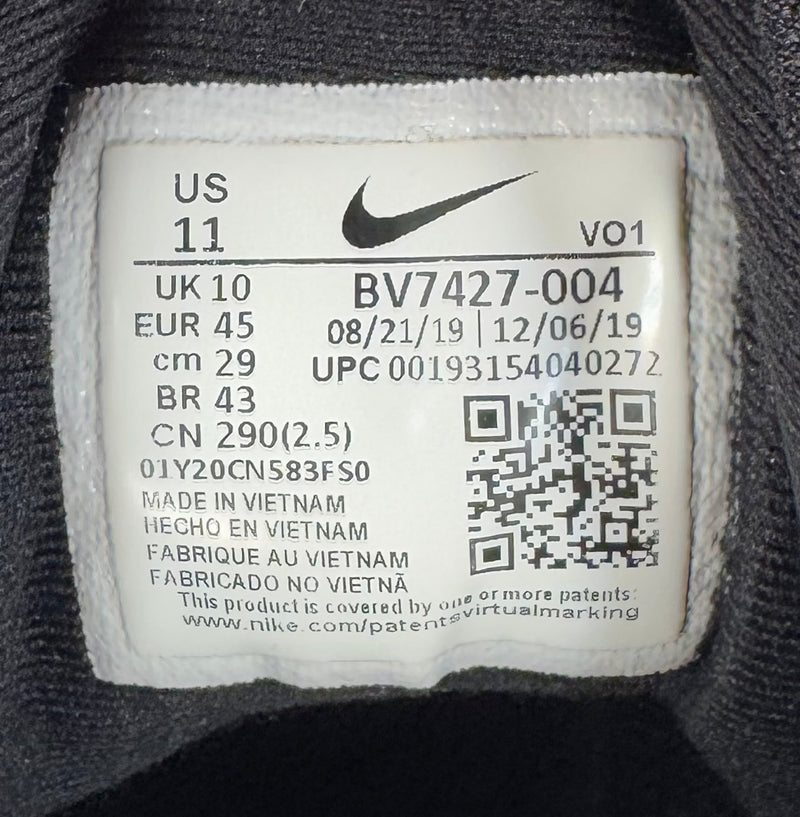 US
11
VO1
UK 10
BV7427-004
EUR 45
08/21/19 | 12/06/19
cm 29
UPC 00193154040272
BR 43
CN 290(2.5)
01Y20CN583FS0
MADE IN VIETNAM
HECHO EN VIETNAM
FABRIQUE AU VIETNAM
FABRICADO NO VIETNÃ
This product is covered by one or more patents:
www.nike.com/patentsvirtualmarking